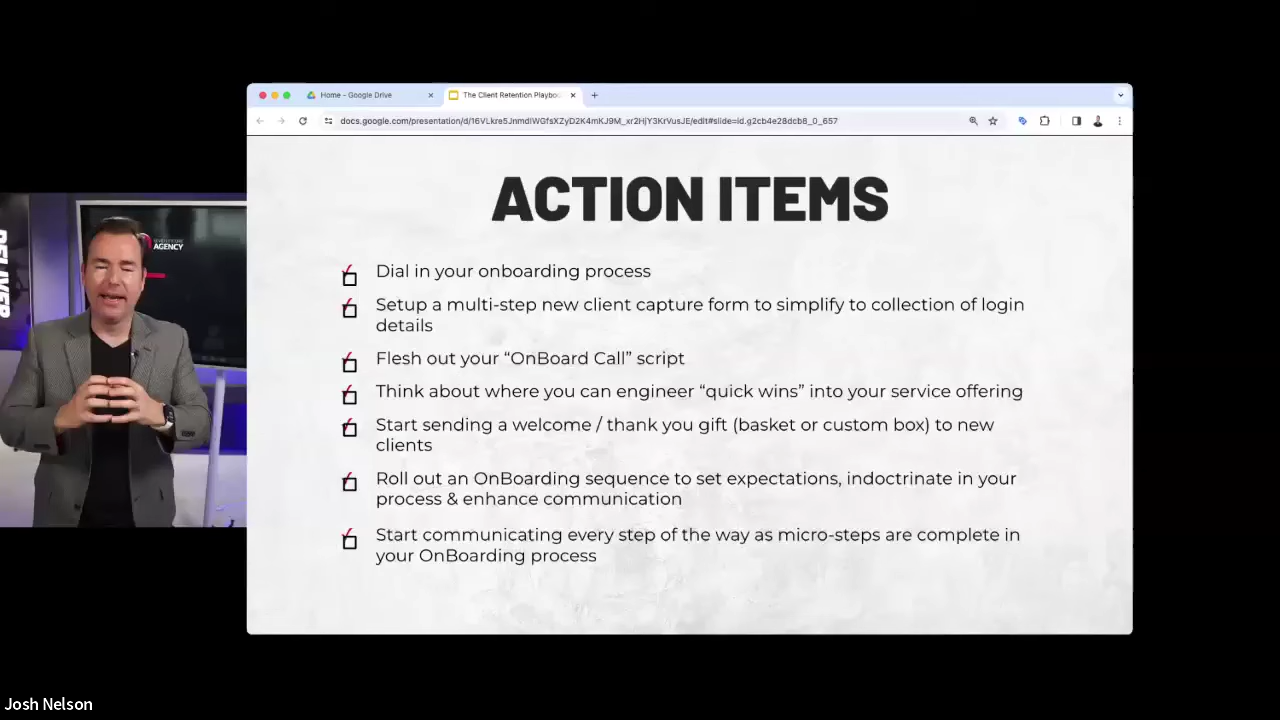 Home - Google Drive
The Client Retention Playboo
docs.google.com/presentation/d/16VLkre5JnmdIWGfsXZyD2K4mKJ9M_xr2HjY3KrVusJE/edit#slide=id.g2cb4e28dcb8_0_657
ACTION ITEMS
Dial in your onboarding process
Setup a multi-step new client capture form to simplify to collection of login
details
Flesh out your “OnBoard Call” script
Think about where you can engineer “quick wins” into your service offering
Start sending a welcome / thank you gift (basket or custom box) to new
clients
Roll out an OnBoarding sequence to set expectations, indoctrinate in your
process & enhance communication
Start communicating every step of the way as micro-steps are complete in
your OnBoarding process
AGENCY
DELIVER
Josh Nelson